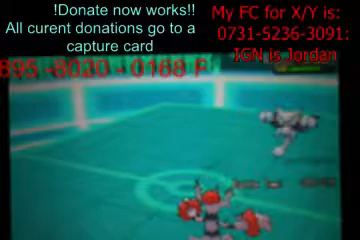 !Donate now works!!
All curent donations go to a
capture card
My FC for X/Y is:
0731-5236-3091:
IGN is Jordan
895 -8020 - 0168 F